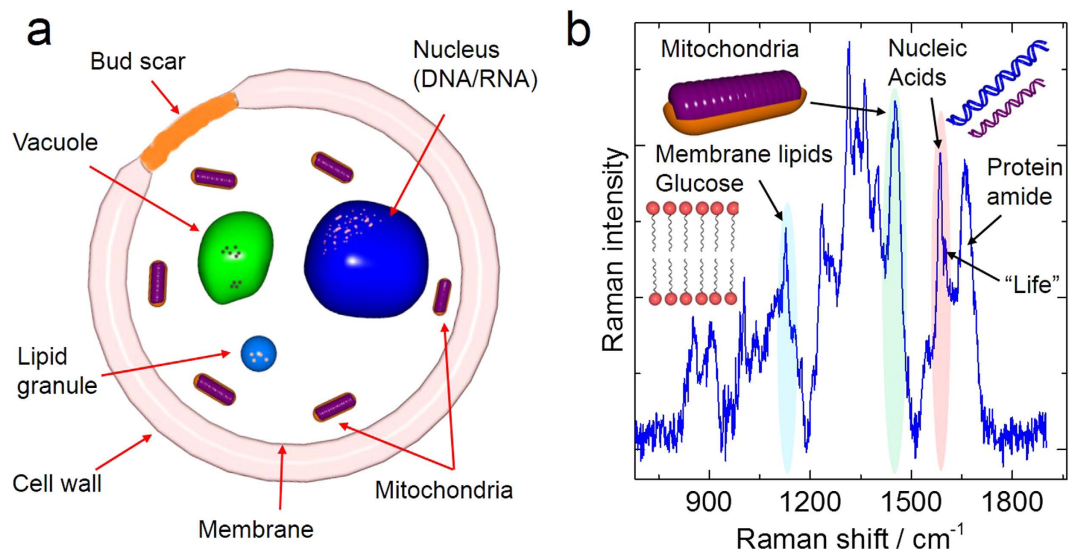 a
Bud scar
Nucleus
(DNA/RNA)
Vacuole
Lipid
granule
Cell wall
Membrane
Mitochondria
b
Mitochondria
Nucleic
Acids
Membrane lipids
Glucose
Protein
amide
“Life”
Raman intensity
900 1200 1500 1800
Raman shift / cm⁻¹